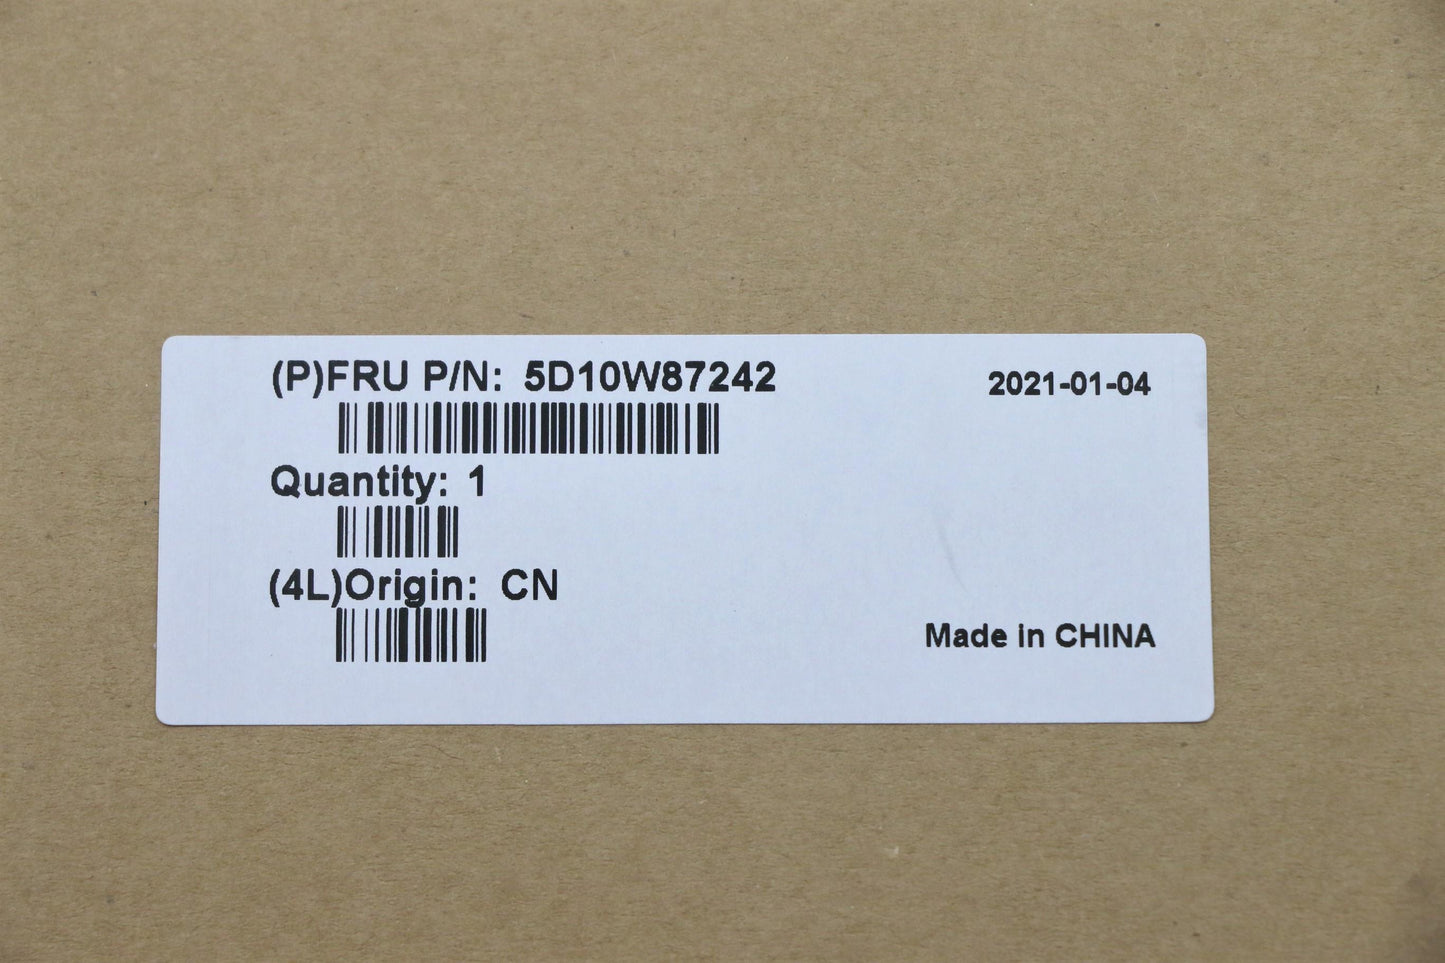 (P)FRU P/N: 5D10W87242
2021-01-04
Quantity: 1
(4L)Origin: CN
Made in CHINA